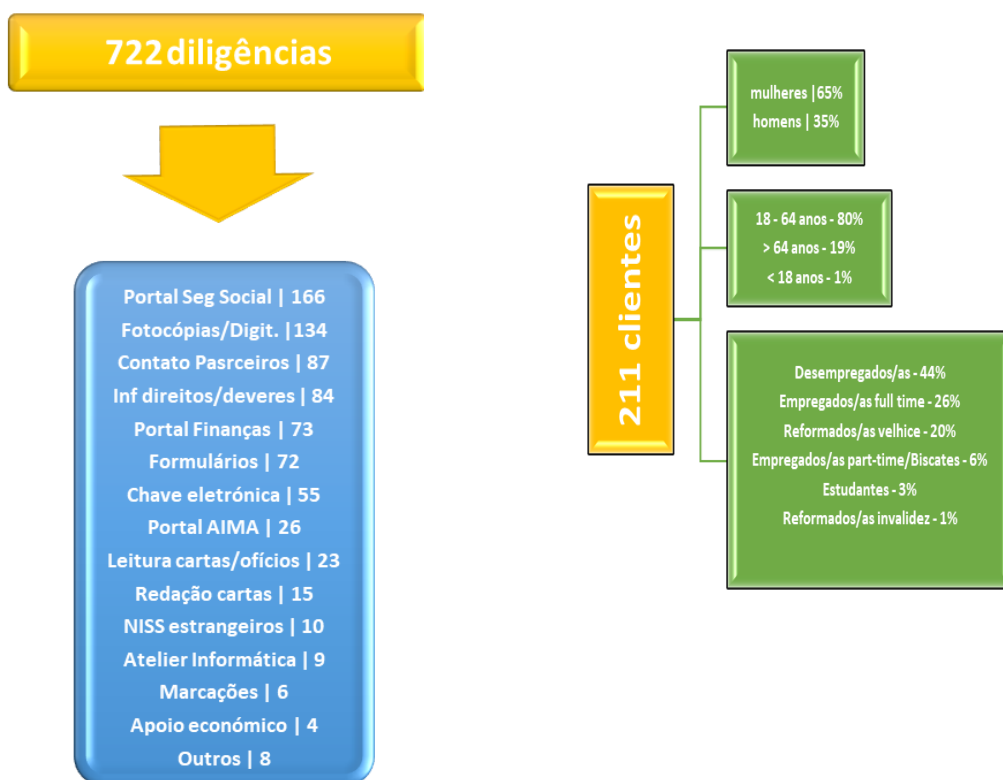 722 diligências
Portal Seg Social | 166
Fotocópias/Digit. |134
Contato Pasrceiros | 87
Inf direitos/deveres | 84
Portal Finanças | 73
Formulários | 72
Chave eletrónica | 55
Portal AIMA | 26
Leitura cartas/ofícios | 23
Redação cartas | 15
NISS estrangeiros | 10
Atelier Informática | 9
Marcações | 6
Apoio económico | 4
Outros | 8
211 clientes
mulheres |65%
homens | 35%
18 - 64 anos - 80%
> 64 anos - 19%
< 18 anos - 1%
Desempregados/as - 44%
Empregados/as full time - 26%
Reformados/as velhice - 20%
Empregados/as part-time/Biscates - 6%
Estudantes - 3%
Reformados/as invalidez - 1%